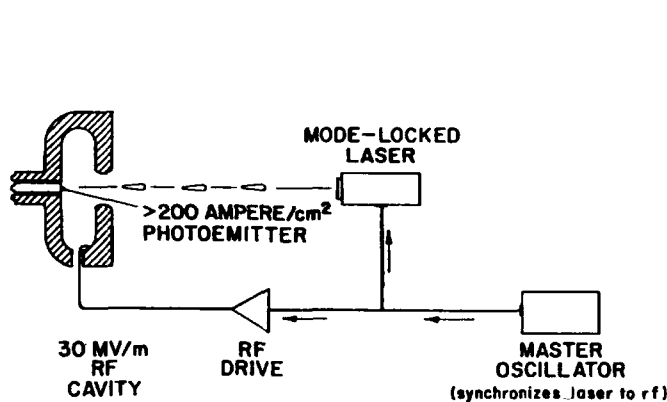 MODE-LOCKED
LASER
>200 AMPERE/cm²
PHOTOEMITTER
30 MV/m
RF
CAVITY
RF
DRIVE
MASTER
OSCILLATOR
(synchronizes laser to rf)